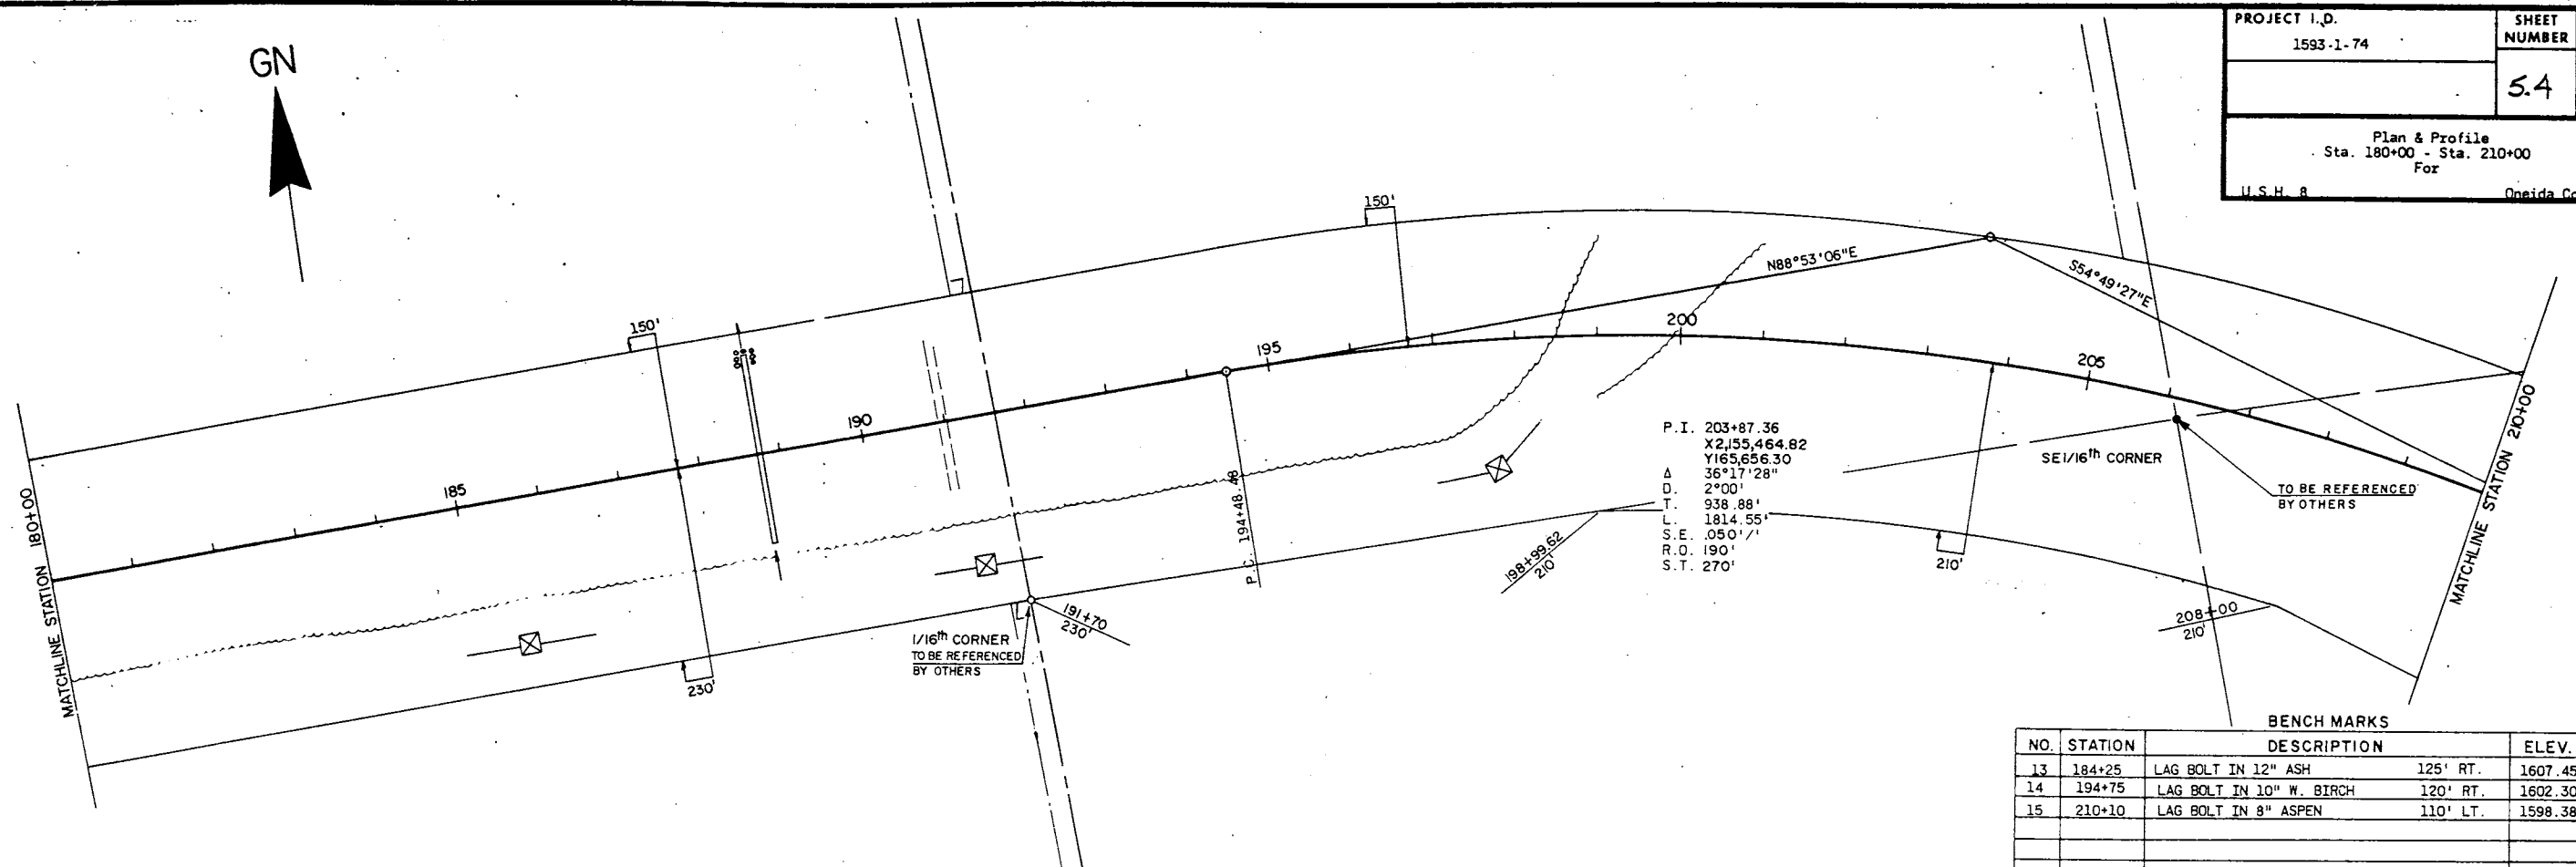 PROJECT I.D.
1593-1-74
SHEET
NUMBER
5.4
Plan & Profile
Sta. 180+00 - Sta. 210+00
For
U.S.H. 8
Oneida Co
GN
150'
150'
N88°53'06"E
S54°49'27"E
185
190
195
200
205
MATCHLINE STATION 180+00
MATCHLINE STATION 210+00
P.C. 194+48.48
P.I. 203+87.36
X2,155,464.82
Y165,656.30
Δ 36°17'28"
D. 2°00'
T. 938.88'
L. 1814.55'
S.E. .050'/'
R.O. 190'
S.T. 270'
SE1/16th CORNER
TO BE REFERENCED
BY OTHERS
198+99.62
210'
210'
208+00
210'
191+70
230'
1/16th CORNER
TO BE REFERENCED
BY OTHERS
230'
BENCH MARKS
NO. STATION DESCRIPTION ELEV.
13 184+25 LAG BOLT IN 12" ASH 125' RT. 1607.45
14 194+75 LAG BOLT IN 10" W. BIRCH 120' RT. 1602.30
15 210+10 LAG BOLT IN 8" ASPEN 110' LT. 1598.38